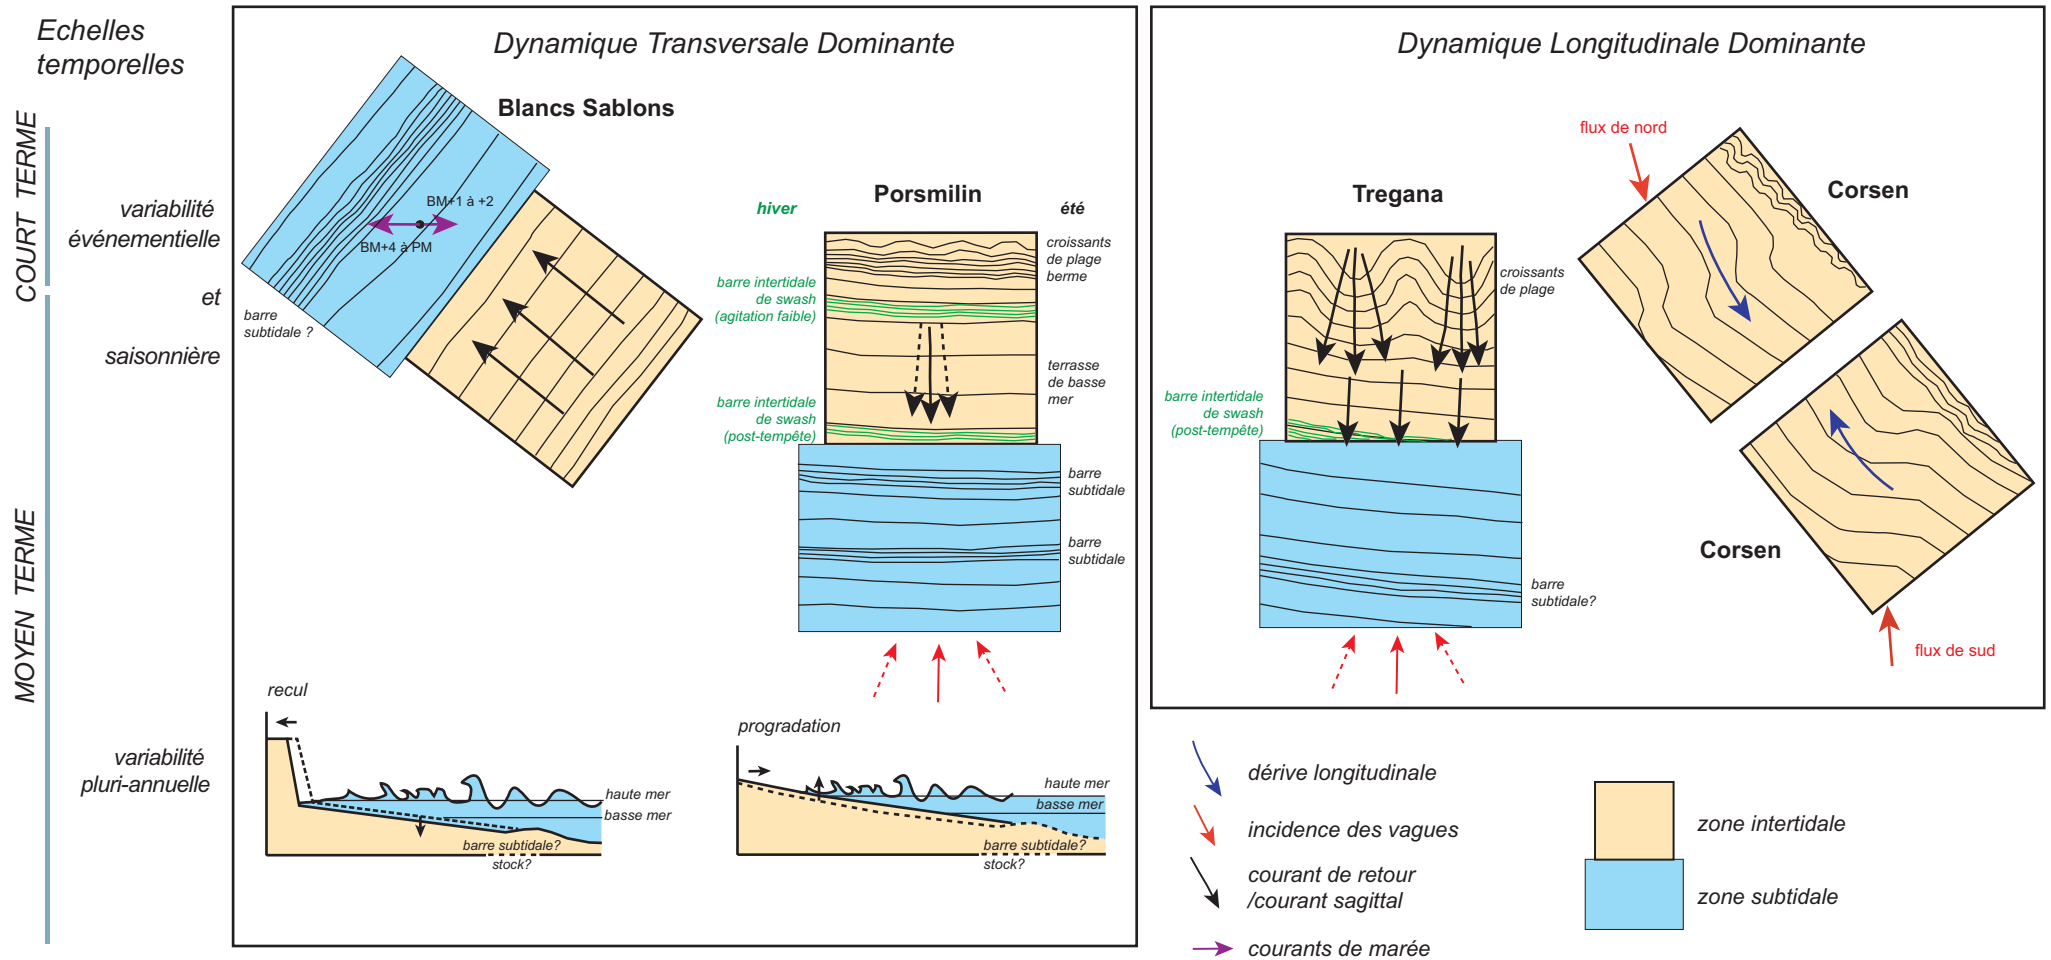 Echelles
temporelles
COURT TERME
MOYEN TERME
variabilité
événementielle
et
saisonnière
variabilité
pluri-annuelle
Dynamique Transversale Dominante
Blancs Sablons
BM+1 à +2
BM+4 à PM
barre
subtidale ?
Porsmilin
hiver
été
croissants
de plage
berme
barre intertidale
de swash
(agitation faible)
terrasse
de basse
mer
barre intertidale
de swash
(post-tempête)
barre
subtidale
barre
subtidale
recul
haute mer
basse mer
barre subtidale?
stock?
progradation
haute mer
basse mer
barre subtidale?
stock?
Dynamique Longitudinale Dominante
Tregana
croissants
de plage
barre intertidale
de swash
(post-tempête)
barre
subtidale?
flux de nord
Corsen
Corsen
flux de sud
dérive longitudinale
incidence des vagues
courant de retour
/courant sagittal
courants de marée
zone intertidale
zone subtidale